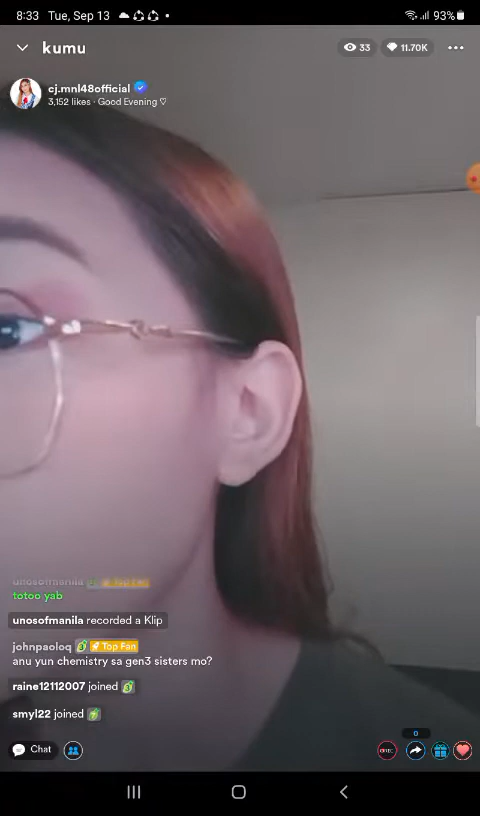 8:33 Tue, Sep 13 93%
kumu 33 11.70K
cj.mnl48official
3,152 likes · Good Evening ♡
unosofmanila
totoo yab
unosofmanila recorded a Klip
johnpaoloq Top Fan
anu yun chemistry sa gen3 sisters mo?
raine12112007 joined
smyl22 joined
0
Chat REC